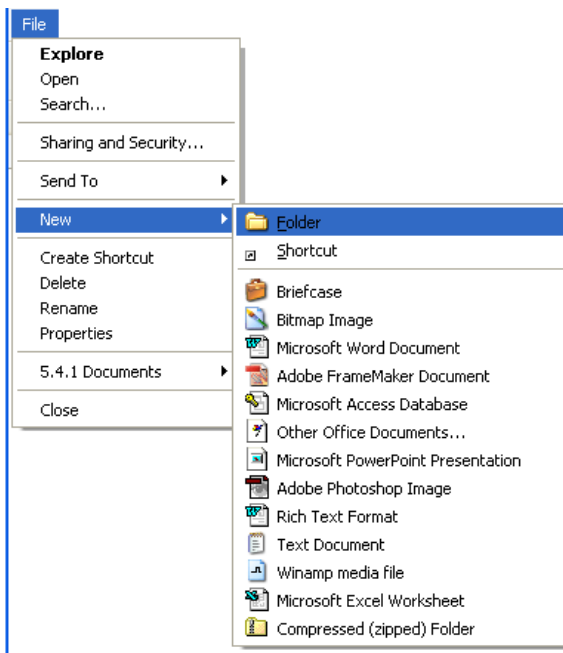 File
Explore
Open
Search...
Sharing and Security...
Send To
New
Create Shortcut
Delete
Rename
Properties
5.4.1 Documents
Close
Folder
Shortcut
Briefcase
Bitmap Image
Microsoft Word Document
Adobe FrameMaker Document
Microsoft Access Database
Other Office Documents...
Microsoft PowerPoint Presentation
Adobe Photoshop Image
Rich Text Format
Text Document
Winamp media file
Microsoft Excel Worksheet
Compressed (zipped) Folder